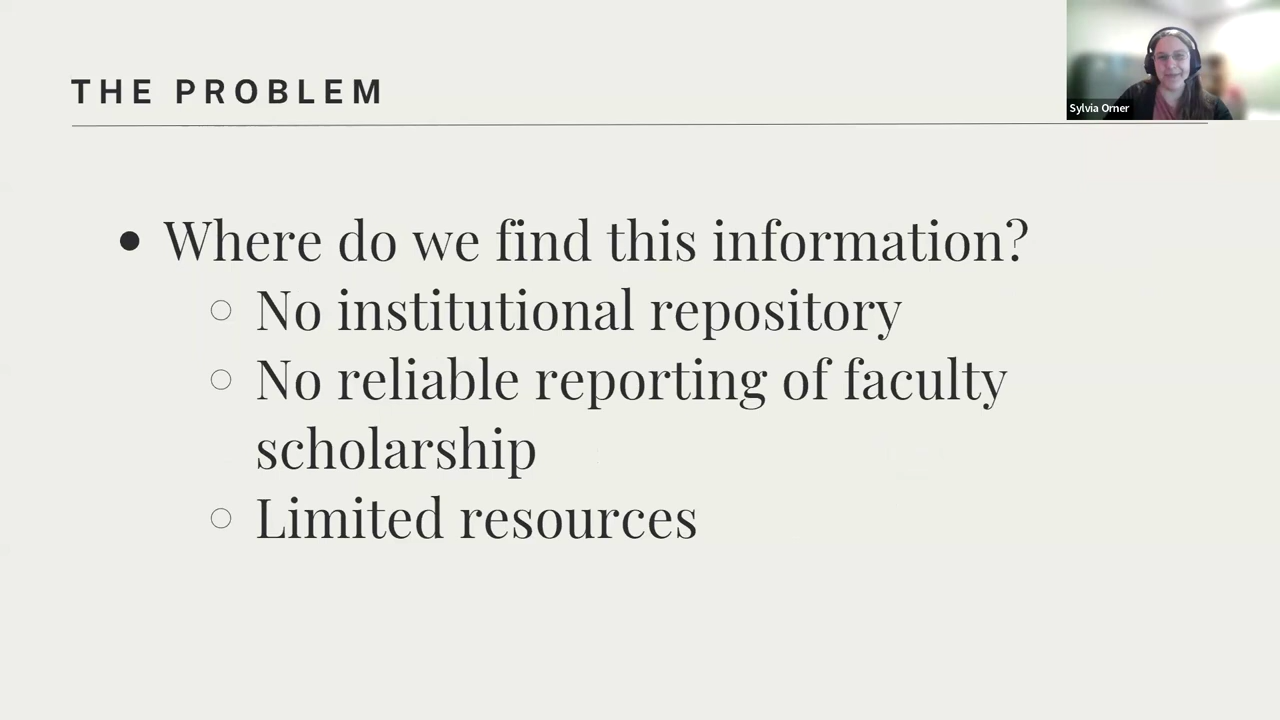 THE PROBLEM
Sylvia Orner
• Where do we find this information?
○ No institutional repository
○ No reliable reporting of faculty
scholarship
○ Limited resources